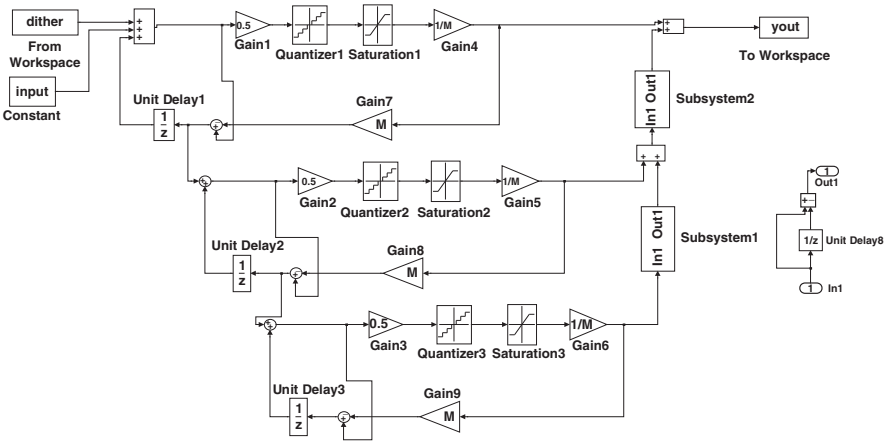 dither
From
Workspace
input
Constant
+
+
+
0.5
Gain1
Quantizer1
Saturation1
1/M
Gain4
+
+
yout
To Workspace
Unit Delay1
1
z
+
+
Gain7
M
In1 Out1
Subsystem2
+ +
+
+
0.5
Gain2
Quantizer2
Saturation2
1/M
Gain5
Unit Delay2
1
z
+
+
Gain8
M
In1 Out1
Subsystem1
+
+
0.5
Gain3
Quantizer3
Saturation3
1/M
Gain6
Unit Delay3
1
z
+
+
Gain9
M
1
Out1
+−
1/z
Unit Delay8
1
In1